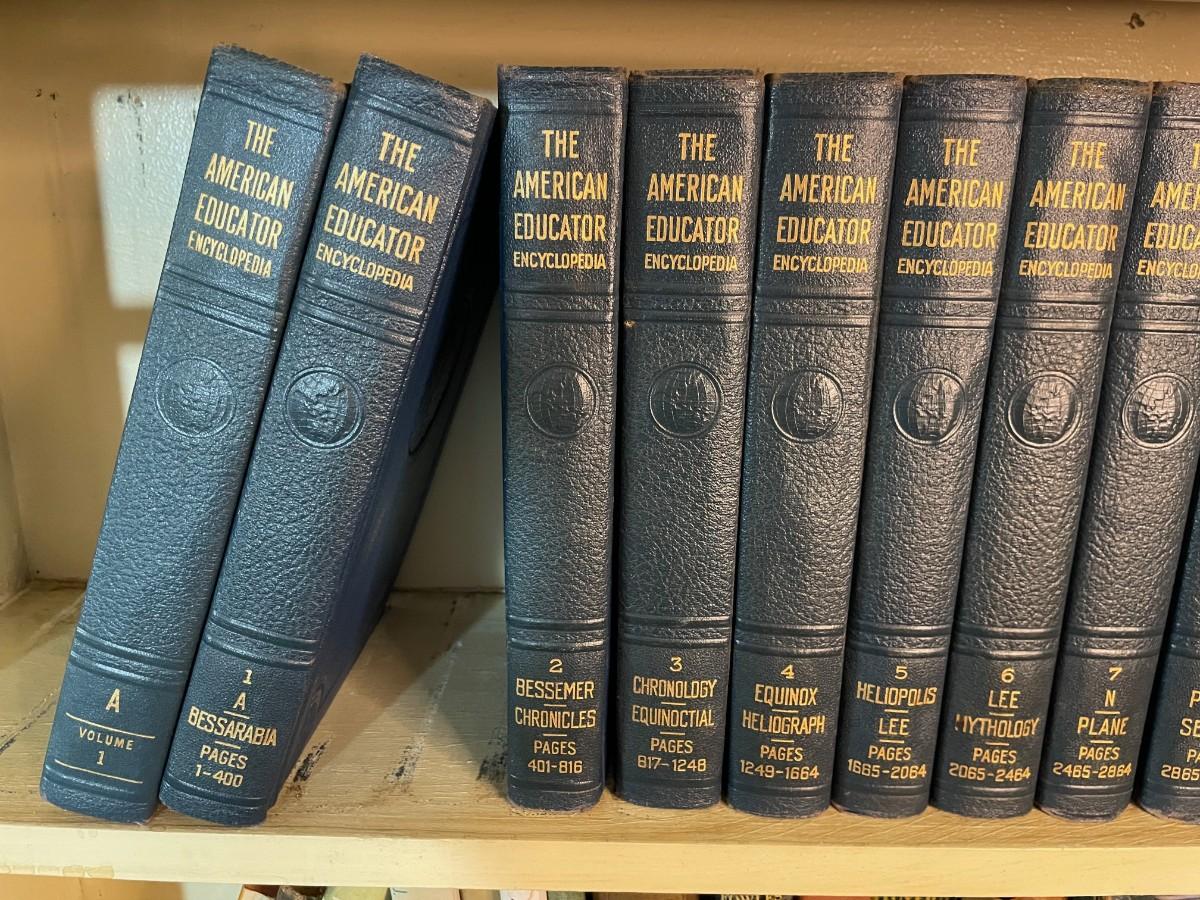 THE
AMERICAN
EDUCATOR
ENCYCLOPEDIA
A
VOLUME
1
THE
AMERICAN
EDUCATOR
ENCYCLOPEDIA
1
A
BESSARABIA
PAGES
1-400
THE
AMERICAN
EDUCATOR
ENCYCLOPEDIA
2
BESSEMER
CHRONICLES
PAGES
401-816
THE
AMERICAN
EDUCATOR
ENCYCLOPEDIA
3
CHRONOLOGY
EQUINOCTIAL
PAGES
817-1248
THE
AMERICAN
EDUCATOR
ENCYCLOPEDIA
4
EQUINOX
HELIOGRAPH
PAGES
1249-1664
THE
AMERICAN
EDUCATOR
ENCYCLOPEDIA
5
HELIOPOLIS
LEE
PAGES
1665-2064
THE
AMERICAN
EDUCATOR
ENCYCLOPEDIA
6
LEE
MYTHOLOGY
PAGES
2065-2464
THE
AMERICAN
EDUCATOR
ENCYCLOPEDIA
7
N
PLANE
PAGES
2465-2864